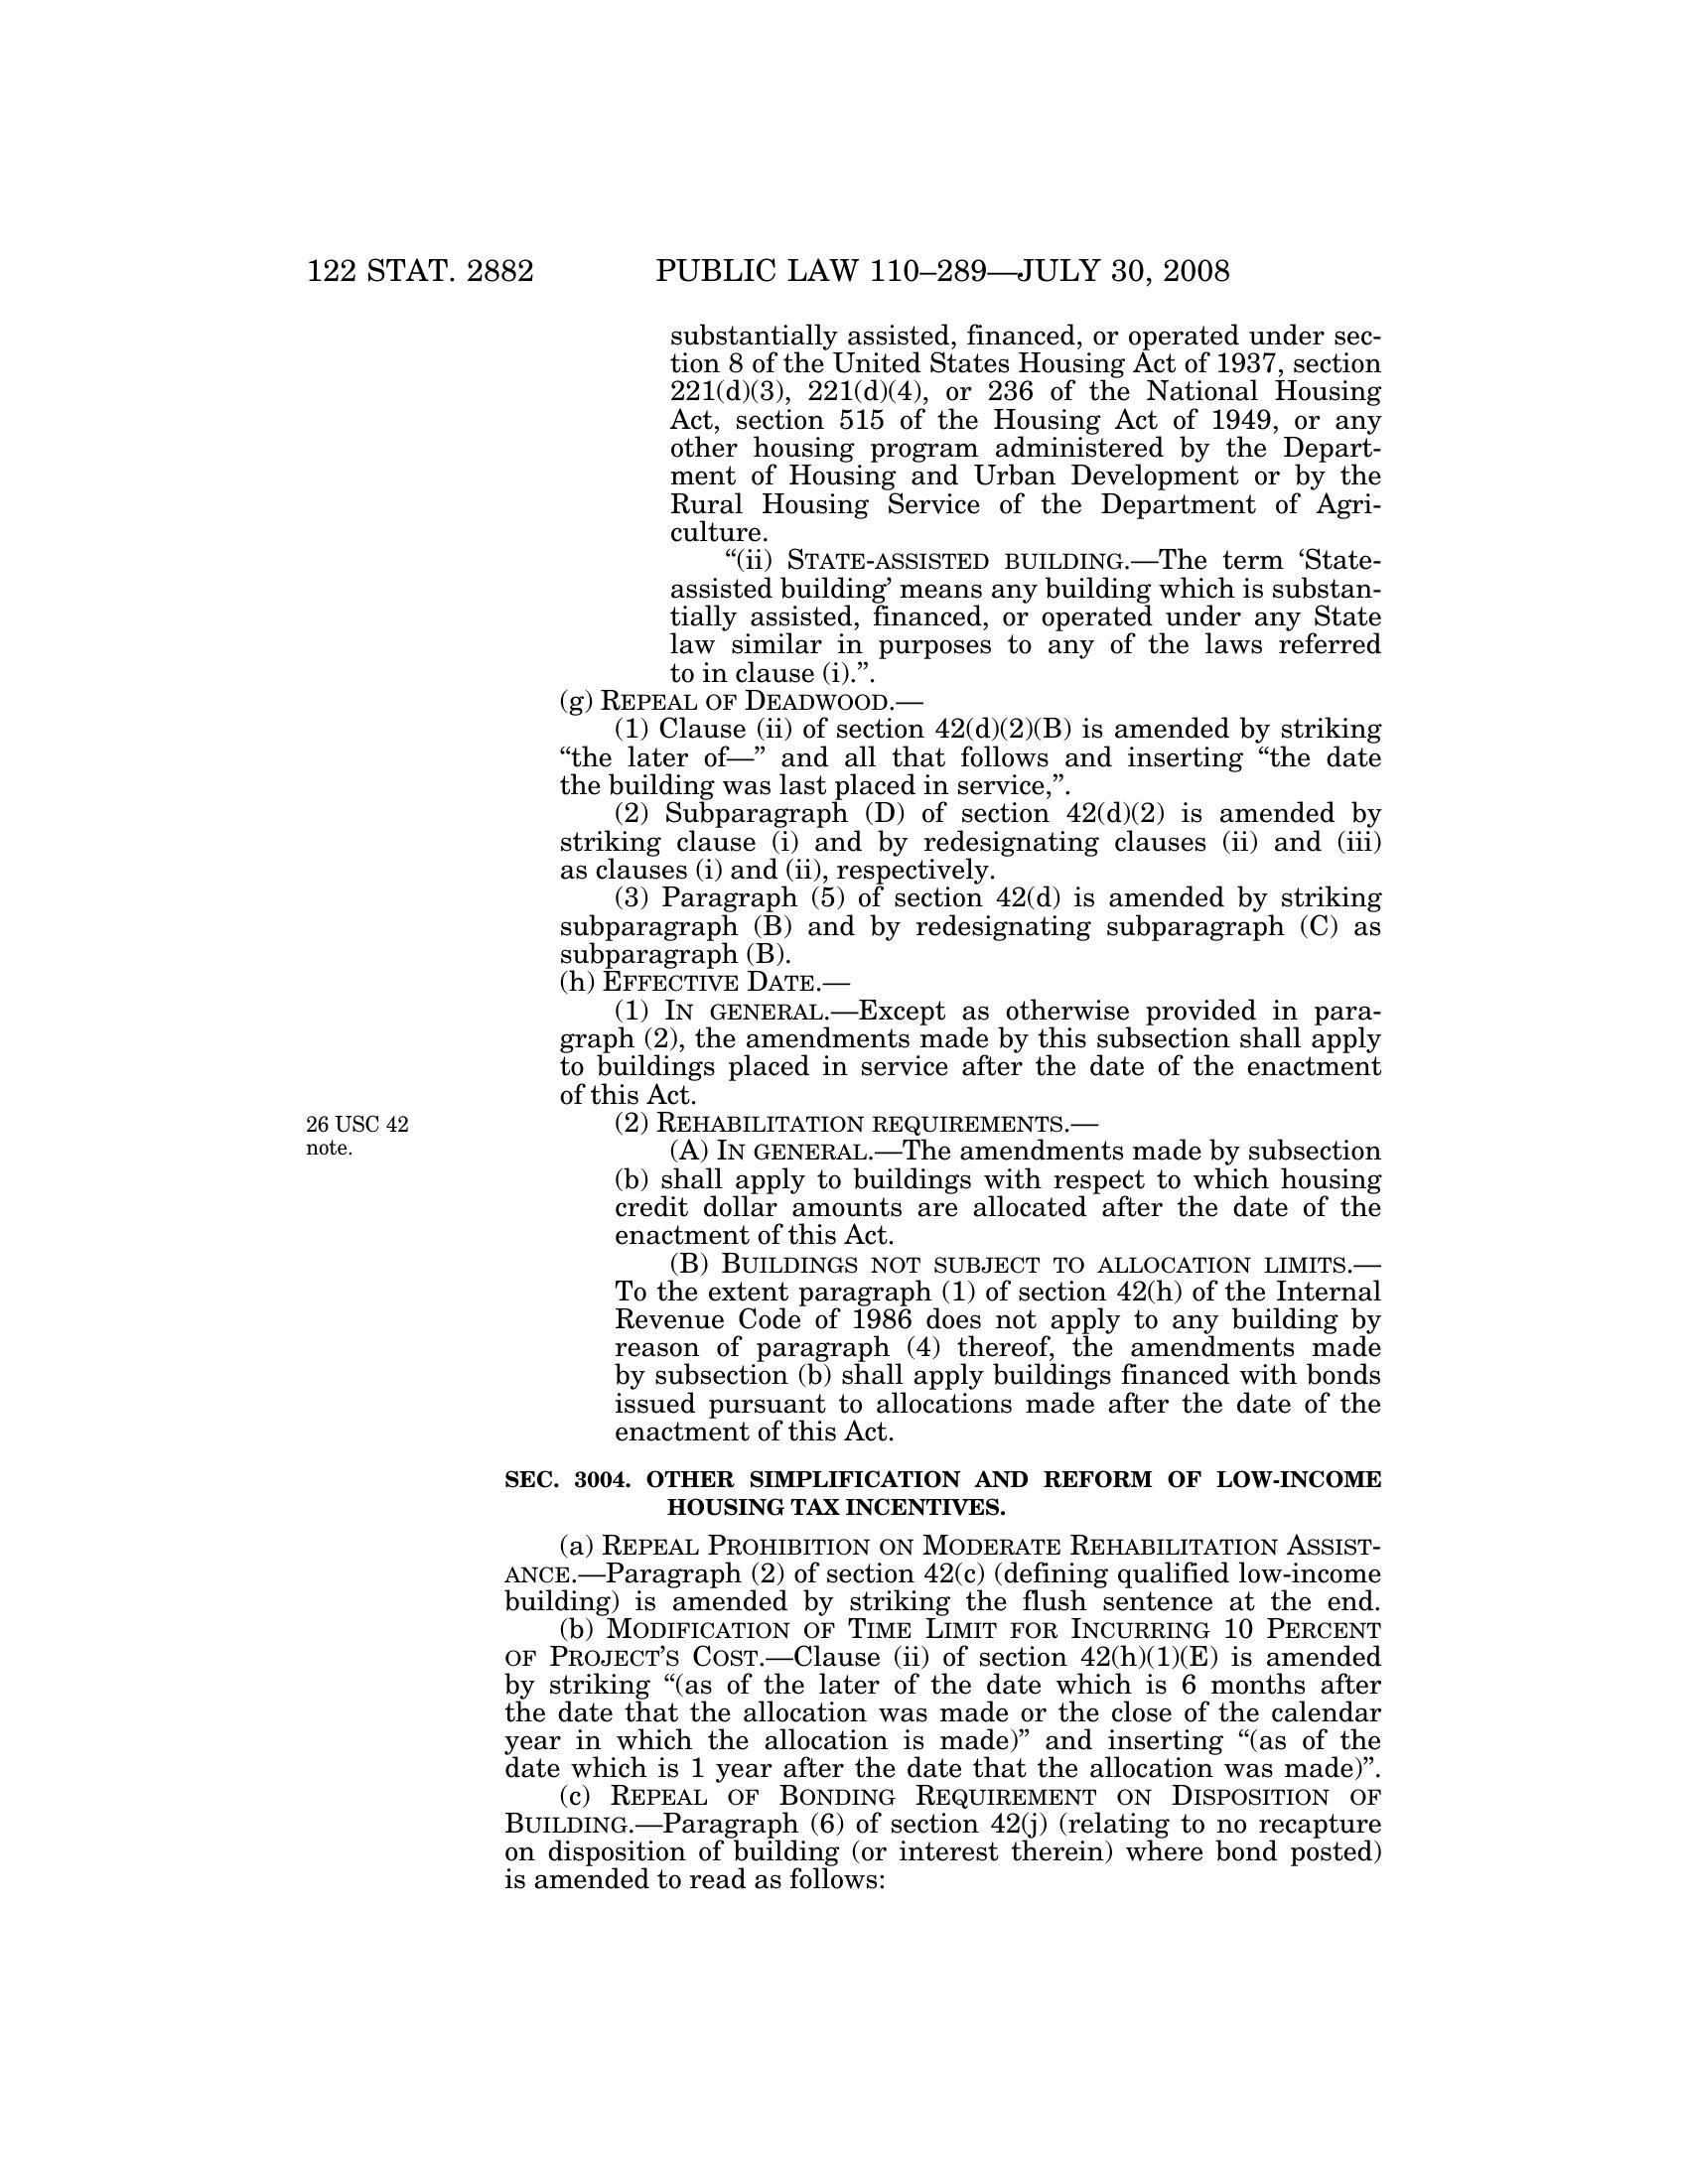 122 STAT. 2882 PUBLIC LAW 110–289—JULY 30, 2008
substantially assisted, financed, or operated under sec-
tion 8 of the United States Housing Act of 1937, section
221(d)(3), 221(d)(4), or 236 of the National Housing
Act, section 515 of the Housing Act of 1949, or any
other housing program administered by the Depart-
ment of Housing and Urban Development or by the
Rural Housing Service of the Department of Agri-
culture.
“(ii) STATE-ASSISTED BUILDING.—The term ‘State-
assisted building’ means any building which is substan-
tially assisted, financed, or operated under any State
law similar in purposes to any of the laws referred
to in clause (i).”.
(g) REPEAL OF DEADWOOD.—
(1) Clause (ii) of section 42(d)(2)(B) is amended by striking
“the later of—” and all that follows and inserting “the date
the building was last placed in service,”.
(2) Subparagraph (D) of section 42(d)(2) is amended by
striking clause (i) and by redesignating clauses (ii) and (iii)
as clauses (i) and (ii), respectively.
(3) Paragraph (5) of section 42(d) is amended by striking
subparagraph (B) and by redesignating subparagraph (C) as
subparagraph (B).
(h) EFFECTIVE DATE.—
(1) IN GENERAL.—Except as otherwise provided in para-
graph (2), the amendments made by this subsection shall apply
to buildings placed in service after the date of the enactment
of this Act.
26 USC 42
note.
(2) REHABILITATION REQUIREMENTS.—
(A) IN GENERAL.—The amendments made by subsection
(b) shall apply to buildings with respect to which housing
credit dollar amounts are allocated after the date of the
enactment of this Act.
(B) BUILDINGS NOT SUBJECT TO ALLOCATION LIMITS.—
To the extent paragraph (1) of section 42(h) of the Internal
Revenue Code of 1986 does not apply to any building by
reason of paragraph (4) thereof, the amendments made
by subsection (b) shall apply buildings financed with bonds
issued pursuant to allocations made after the date of the
enactment of this Act.
SEC. 3004. OTHER SIMPLIFICATION AND REFORM OF LOW-INCOME
HOUSING TAX INCENTIVES.
(a) REPEAL PROHIBITION ON MODERATE REHABILITATION ASSIST-
ANCE.—Paragraph (2) of section 42(c) (defining qualified low-income
building) is amended by striking the flush sentence at the end.
(b) MODIFICATION OF TIME LIMIT FOR INCURRING 10 PERCENT
OF PROJECT’S COST.—Clause (ii) of section 42(h)(1)(E) is amended
by striking “(as of the later of the date which is 6 months after
the date that the allocation was made or the close of the calendar
year in which the allocation is made)” and inserting “(as of the
date which is 1 year after the date that the allocation was made)”.
(c) REPEAL OF BONDING REQUIREMENT ON DISPOSITION OF
BUILDING.—Paragraph (6) of section 42(j) (relating to no recapture
on disposition of building (or interest therein) where bond posted)
is amended to read as follows: